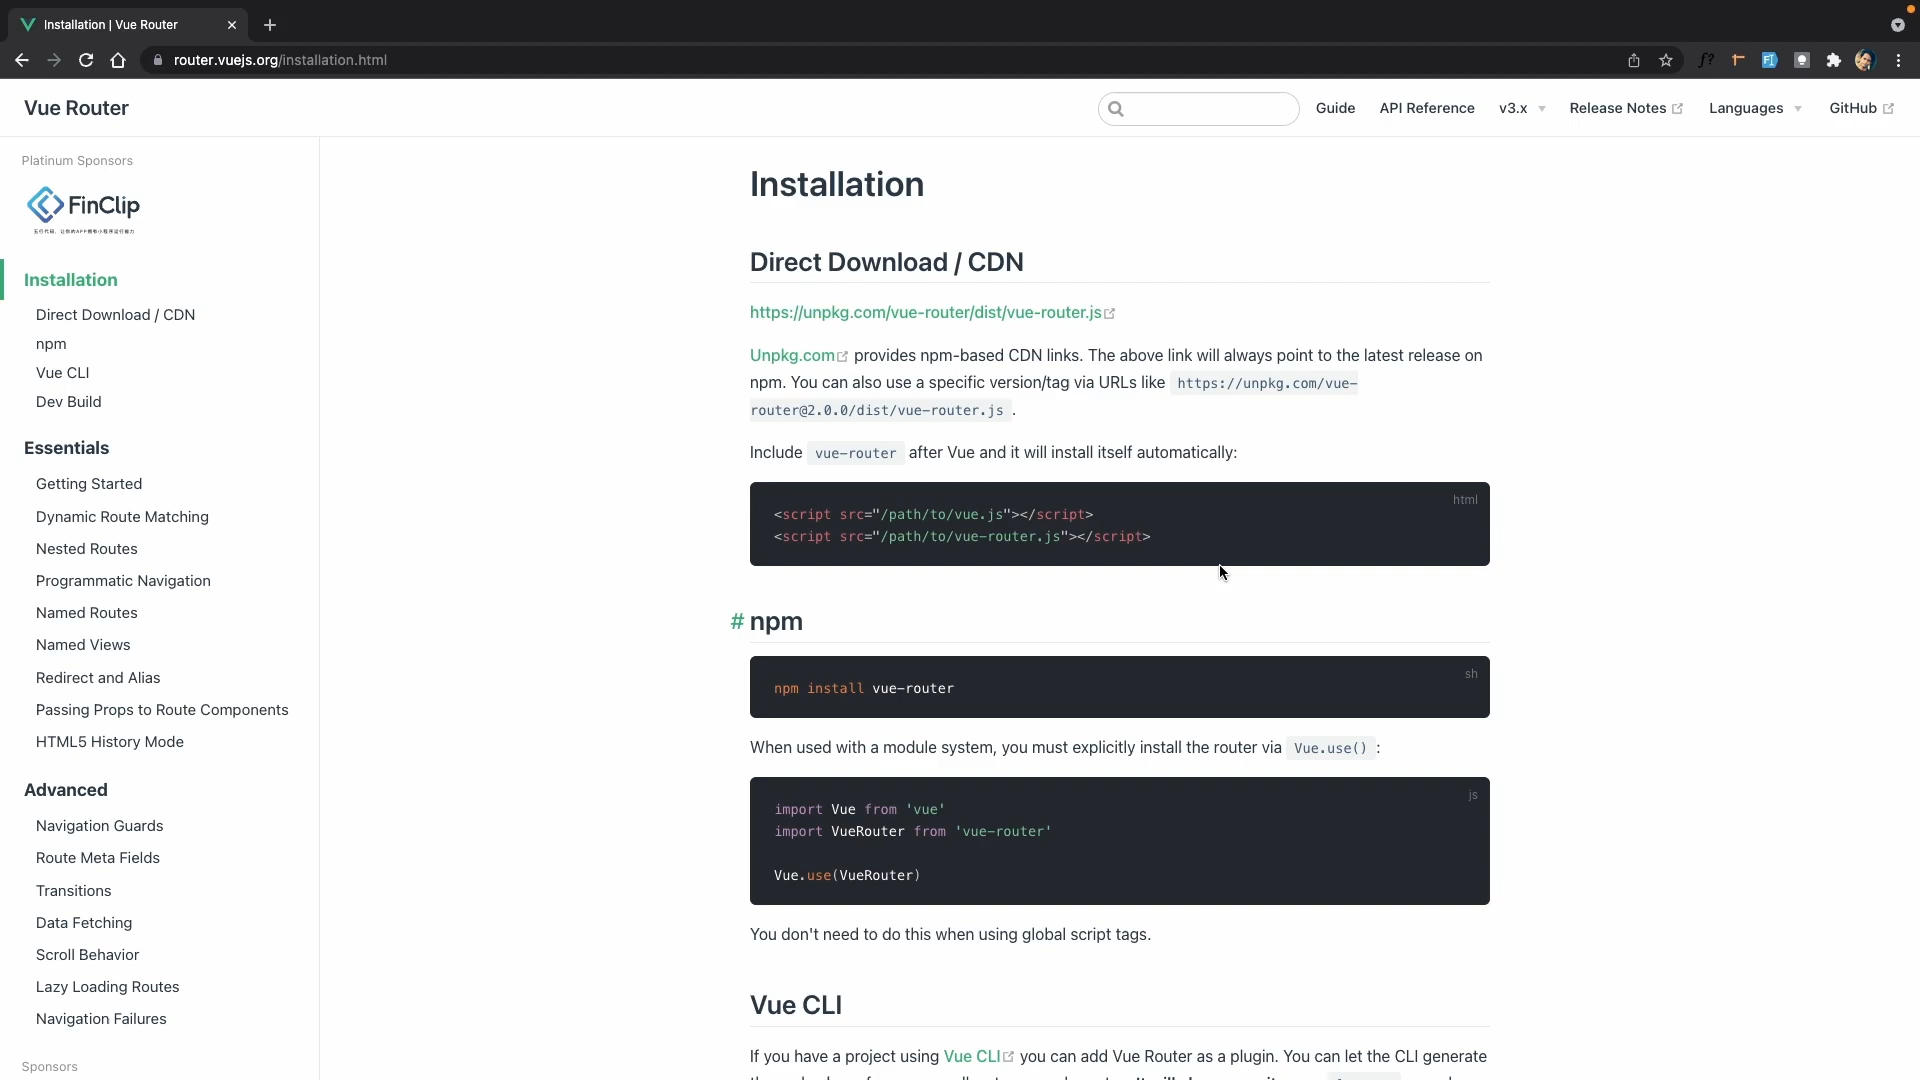 Installation | Vue Router
router.vuejs.org/installation.html
Vue Router
Guide
API Reference
v3.x
Release Notes
Languages
GitHub
Platinum Sponsors
FinClip
Installation
Direct Download / CDN
npm
Vue CLI
Dev Build
Essentials
Getting Started
Dynamic Route Matching
Nested Routes
Programmatic Navigation
Named Routes
Named Views
Redirect and Alias
Passing Props to Route Components
HTML5 History Mode
Advanced
Navigation Guards
Route Meta Fields
Transitions
Data Fetching
Scroll Behavior
Lazy Loading Routes
Navigation Failures
Sponsors
Installation
Direct Download / CDN
https://unpkg.com/vue-router/dist/vue-router.js
Unpkg.com provides npm-based CDN links. The above link will always point to the latest release on
npm. You can also use a specific version/tag via URLs like https://unpkg.com/vue-
router@2.0.0/dist/vue-router.js .
Include vue-router after Vue and it will install itself automatically:
html
<script src="/path/to/vue.js"></script>
<script src="/path/to/vue-router.js"></script>
# npm
sh
npm install vue-router
When used with a module system, you must explicitly install the router via Vue.use() :
js
import Vue from 'vue'
import VueRouter from 'vue-router'
Vue.use(VueRouter)
You don't need to do this when using global script tags.
Vue CLI
If you have a project using Vue CLI you can add Vue Router as a plugin. You can let the CLI generate